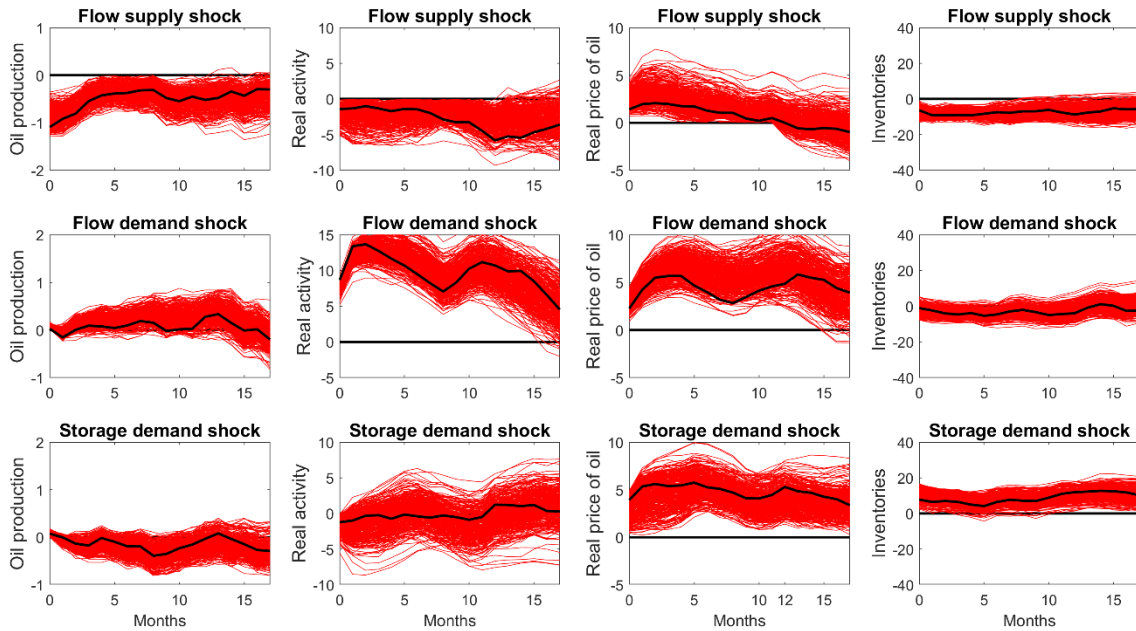 Flow supply shock
Oil production
1
0
-1
-2
0 5 10 15
Flow supply shock
Real activity
10
5
0
-5
-10
0 5 10 15
Flow supply shock
Real price of oil
10
5
0
-5
0 5 10 15
Flow supply shock
Inventories
40
20
0
-20
-40
0 5 10 15
Flow demand shock
Oil production
2
1
0
-1
0 5 10 15
Flow demand shock
Real activity
15
10
5
0
-5
0 5 10 15
Flow demand shock
Real price of oil
10
5
0
-5
0 5 10 15
Flow demand shock
Inventories
40
20
0
-20
-40
0 5 10 15
Storage demand shock
Oil production
2
1
0
-1
0 5 10 15
Months
Storage demand shock
Real activity
10
5
0
-5
-10
0 5 10 15
Months
Storage demand shock
Real price of oil
10
5
0
-5
0 5 10 12 15
Months
Storage demand shock
Inventories
40
20
0
-20
-40
0 5 10 15
Months